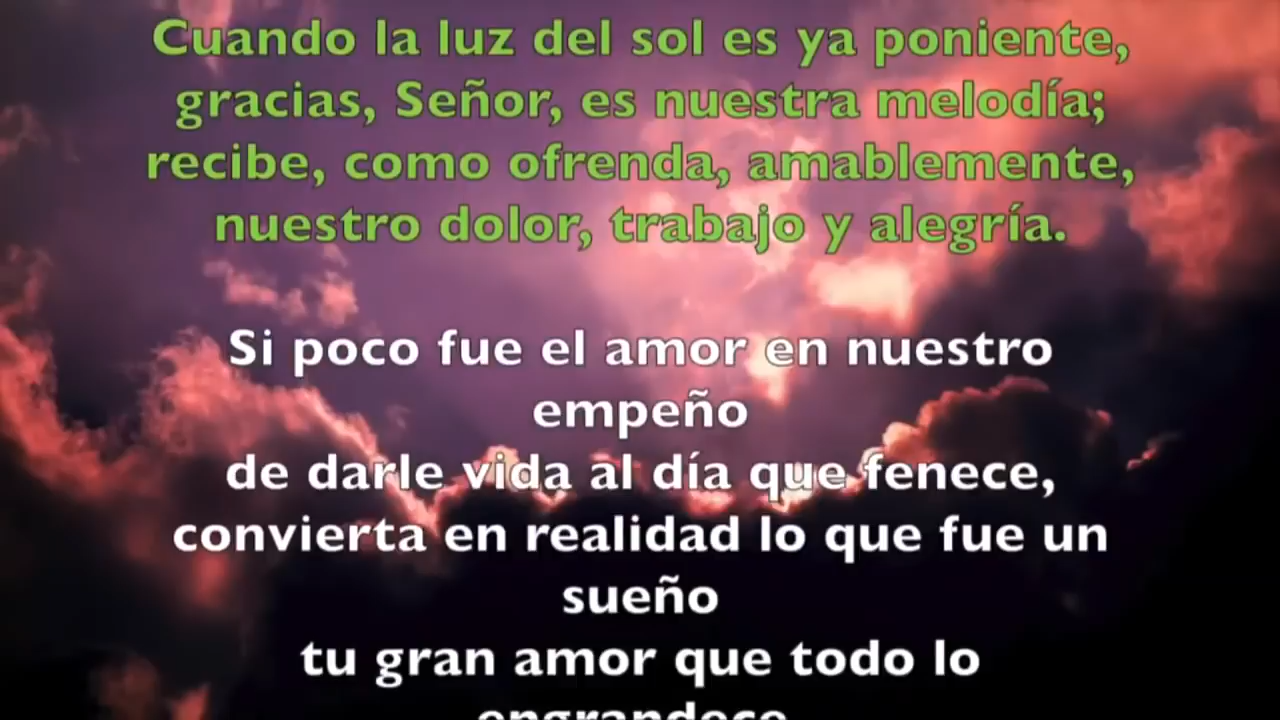 Cuando la luz del sol es ya poniente,
gracias, Señor, es nuestra melodía;
recibe, como ofrenda, amablemente,
nuestro dolor, trabajo y alegría.
Si poco fue el amor en nuestro
empeño
de darle vida al día que fenece,
convierta en realidad lo que fue un
sueño
tu gran amor que todo lo
engrandece.